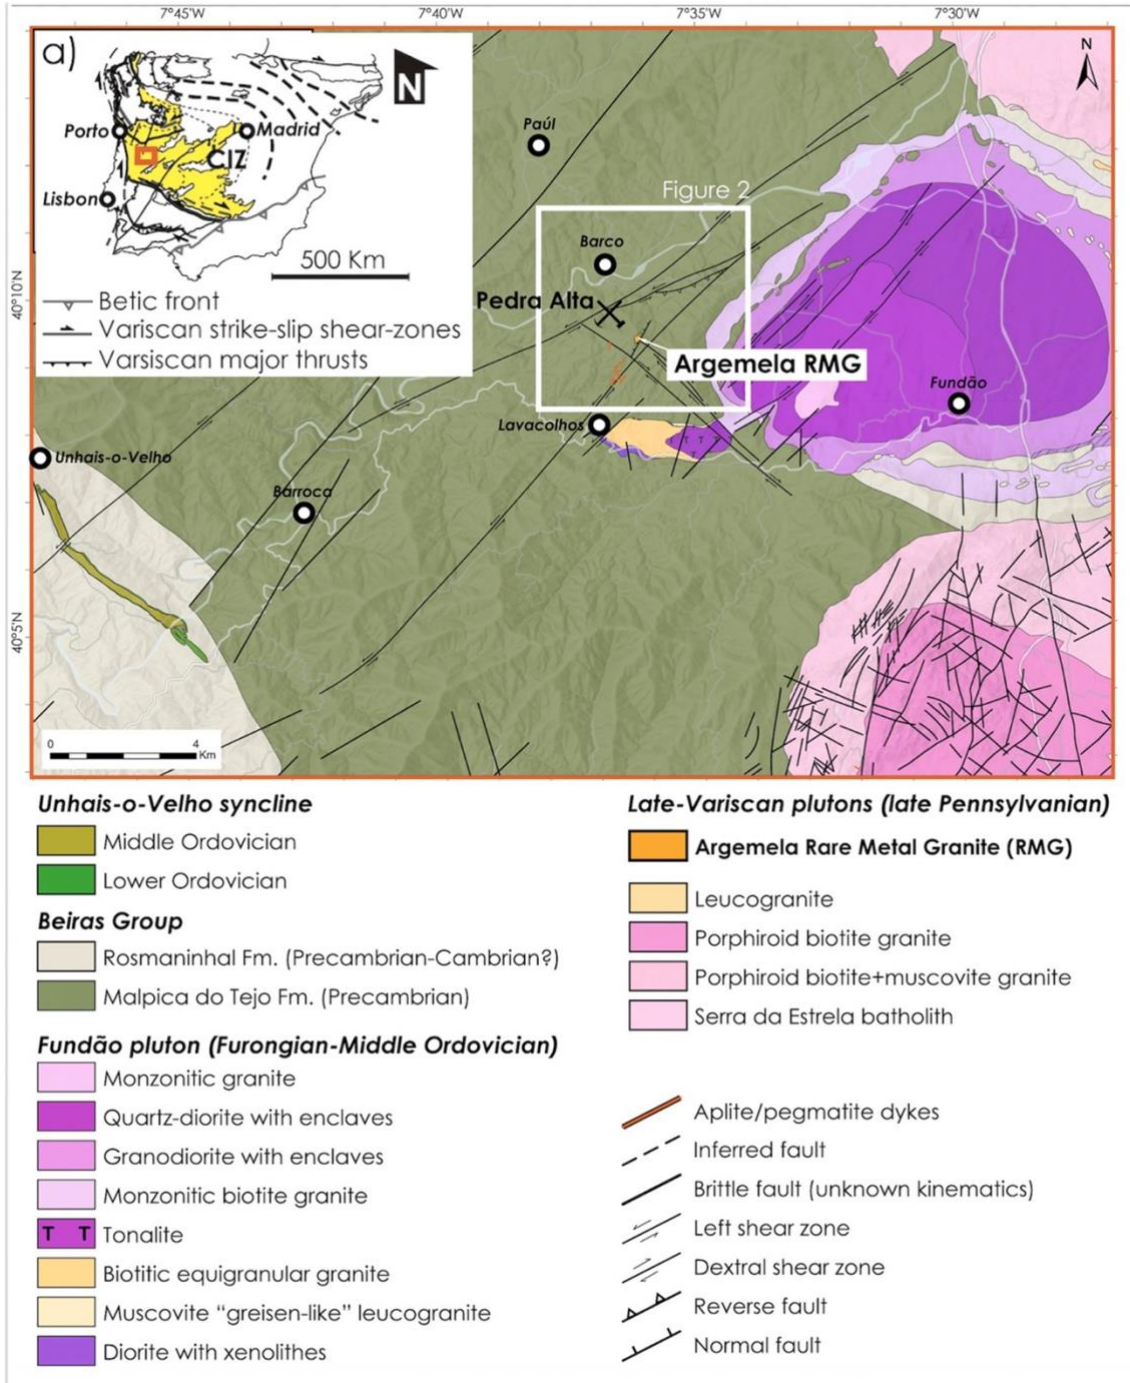 7°45'W
7°40'W
7°35'W
7°30'W
a)
N
Porto
Madrid
CIZ
Lisbon
500 Km
Betic front
Variscan strike-slip shear-zones
Varsiscan major thrusts
N
Paúl
Figure 2
Barco
40°10'N
Pedra Alta
Argemela RMG
Fundão
Lavacolhos
T T T
T
Unhais-o-Velho
Barroca
40°5'N
0 4
Km
Unhais-o-Velho syncline
Middle Ordovician
Lower Ordovician
Beiras Group
Rosmaninhal Fm. (Precambrian-Cambrian?)
Malpica do Tejo Fm. (Precambrian)
Fundão pluton (Furongian-Middle Ordovician)
Monzonitic granite
Quartz-diorite with enclaves
Granodiorite with enclaves
Monzonitic biotite granite
T T Tonalite
Biotitic equigranular granite
Muscovite “greisen-like” leucogranite
Diorite with xenolithes
Late-Variscan plutons (late Pennsylvanian)
Argemela Rare Metal Granite (RMG)
Leucogranite
Porphiroid biotite granite
Porphiroid biotite+muscovite granite
Serra da Estrela batholith
Aplite/pegmatite dykes
Inferred fault
Brittle fault (unknown kinematics)
Left shear zone
Dextral shear zone
Reverse fault
Normal fault